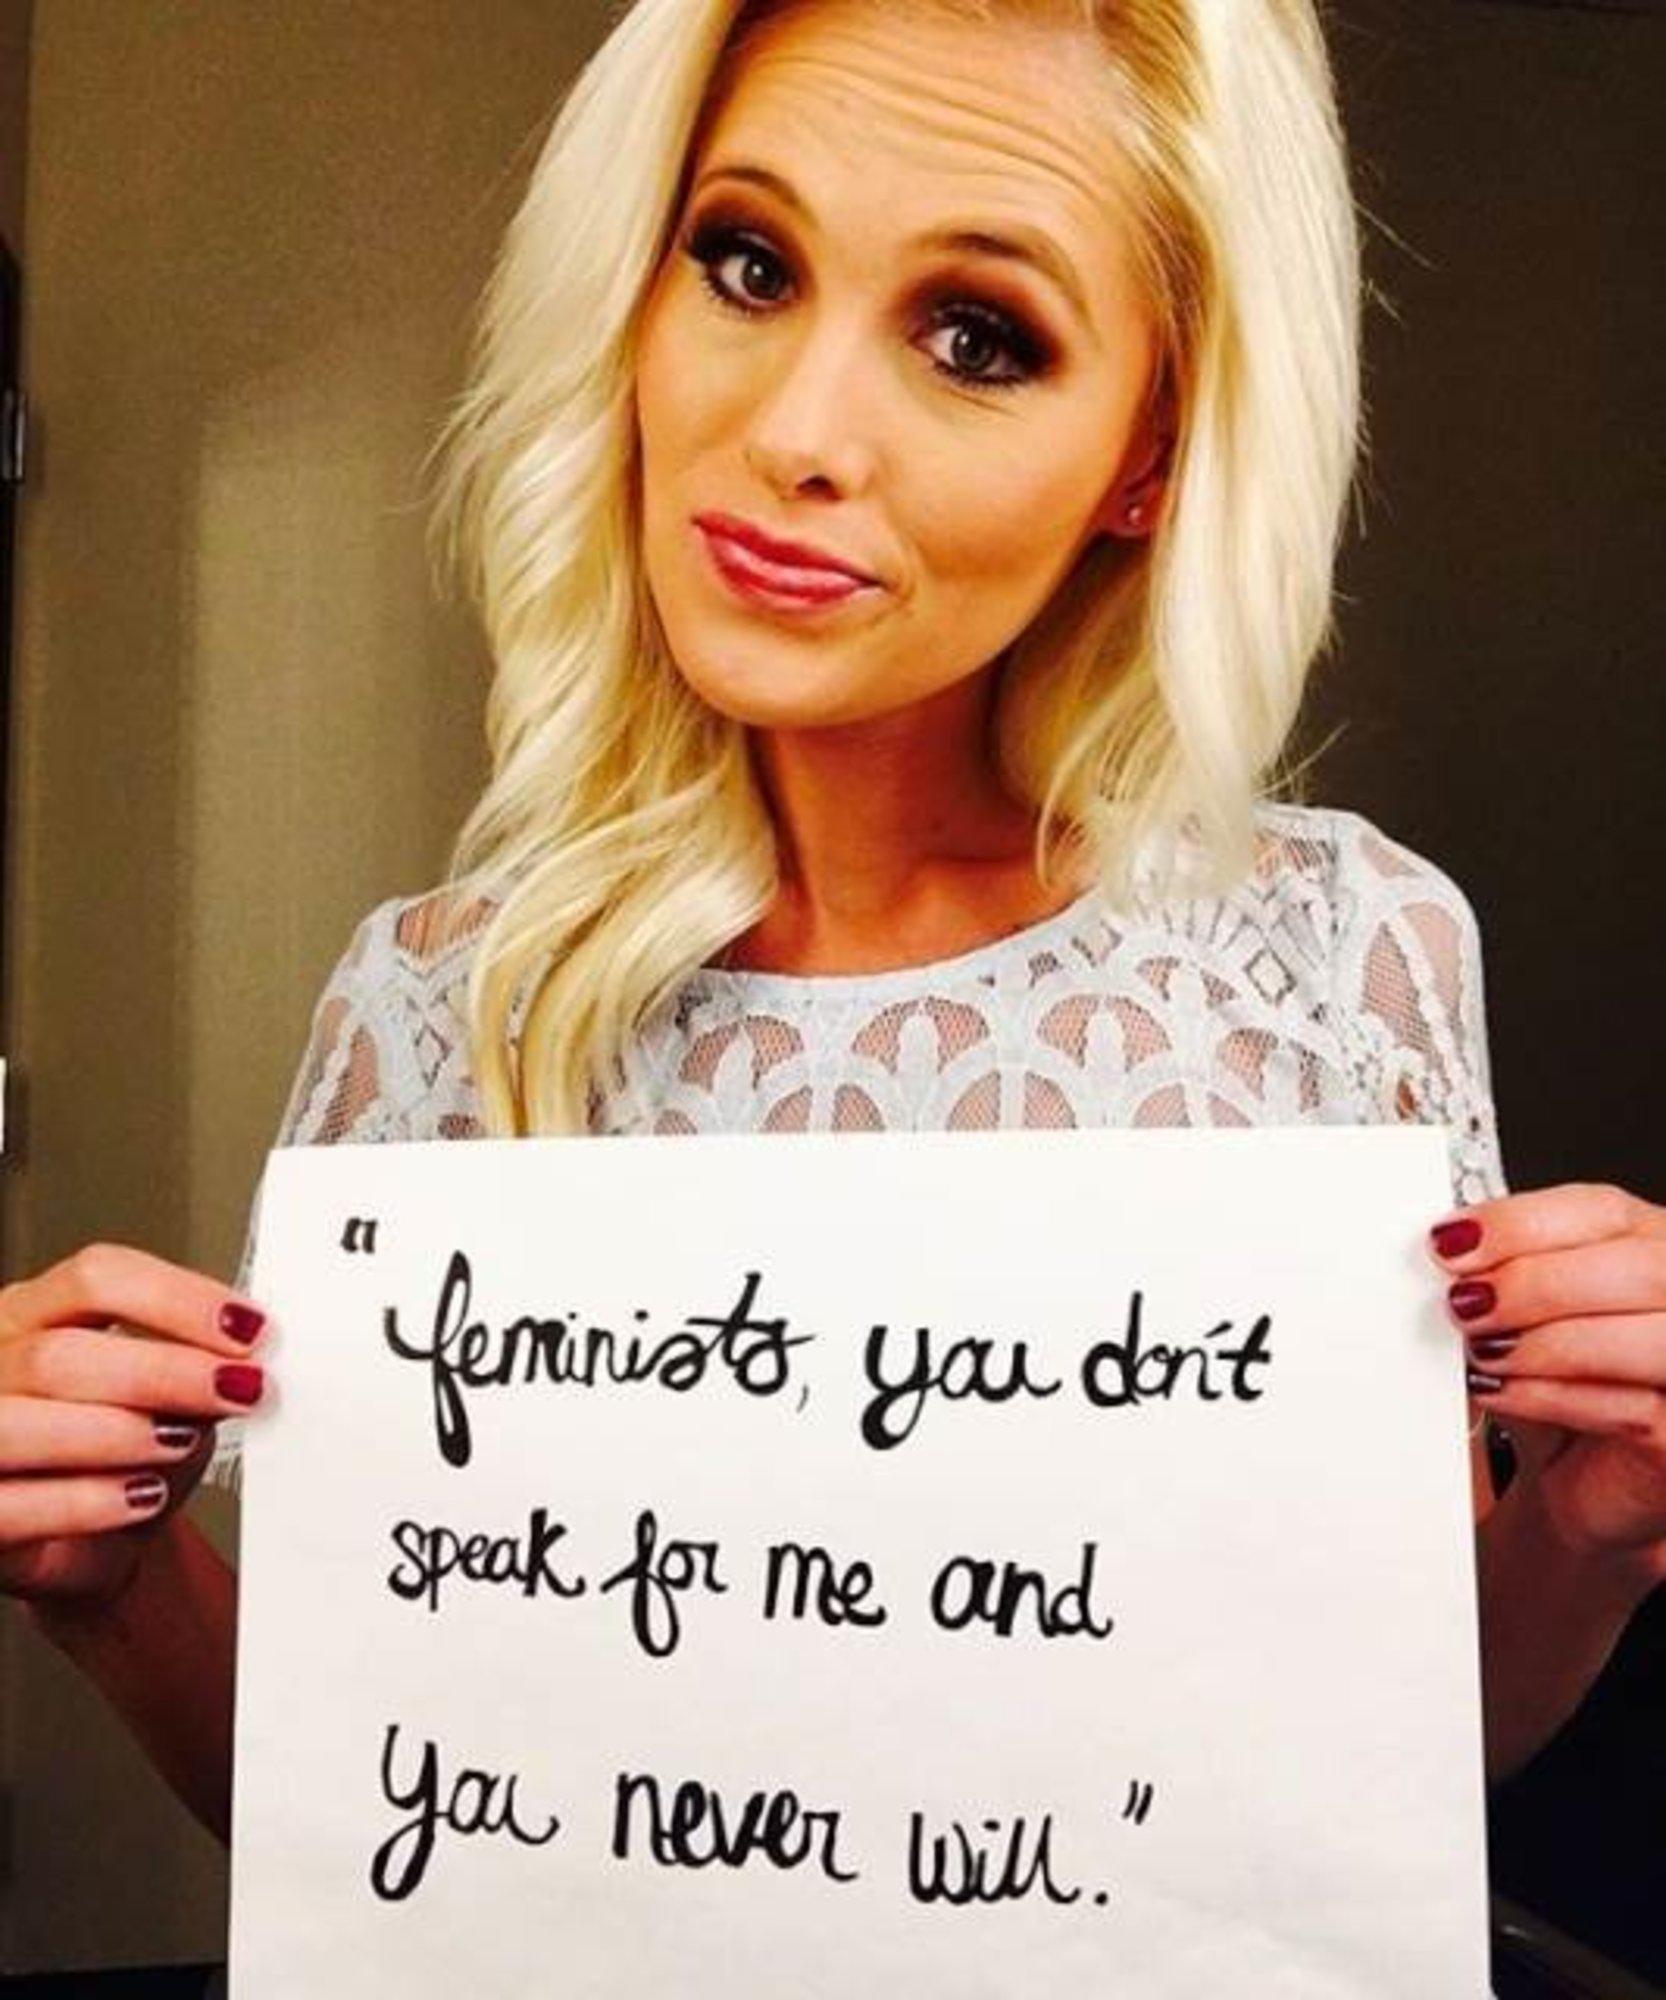 "feminists, you don't
speak for me and
you never will."